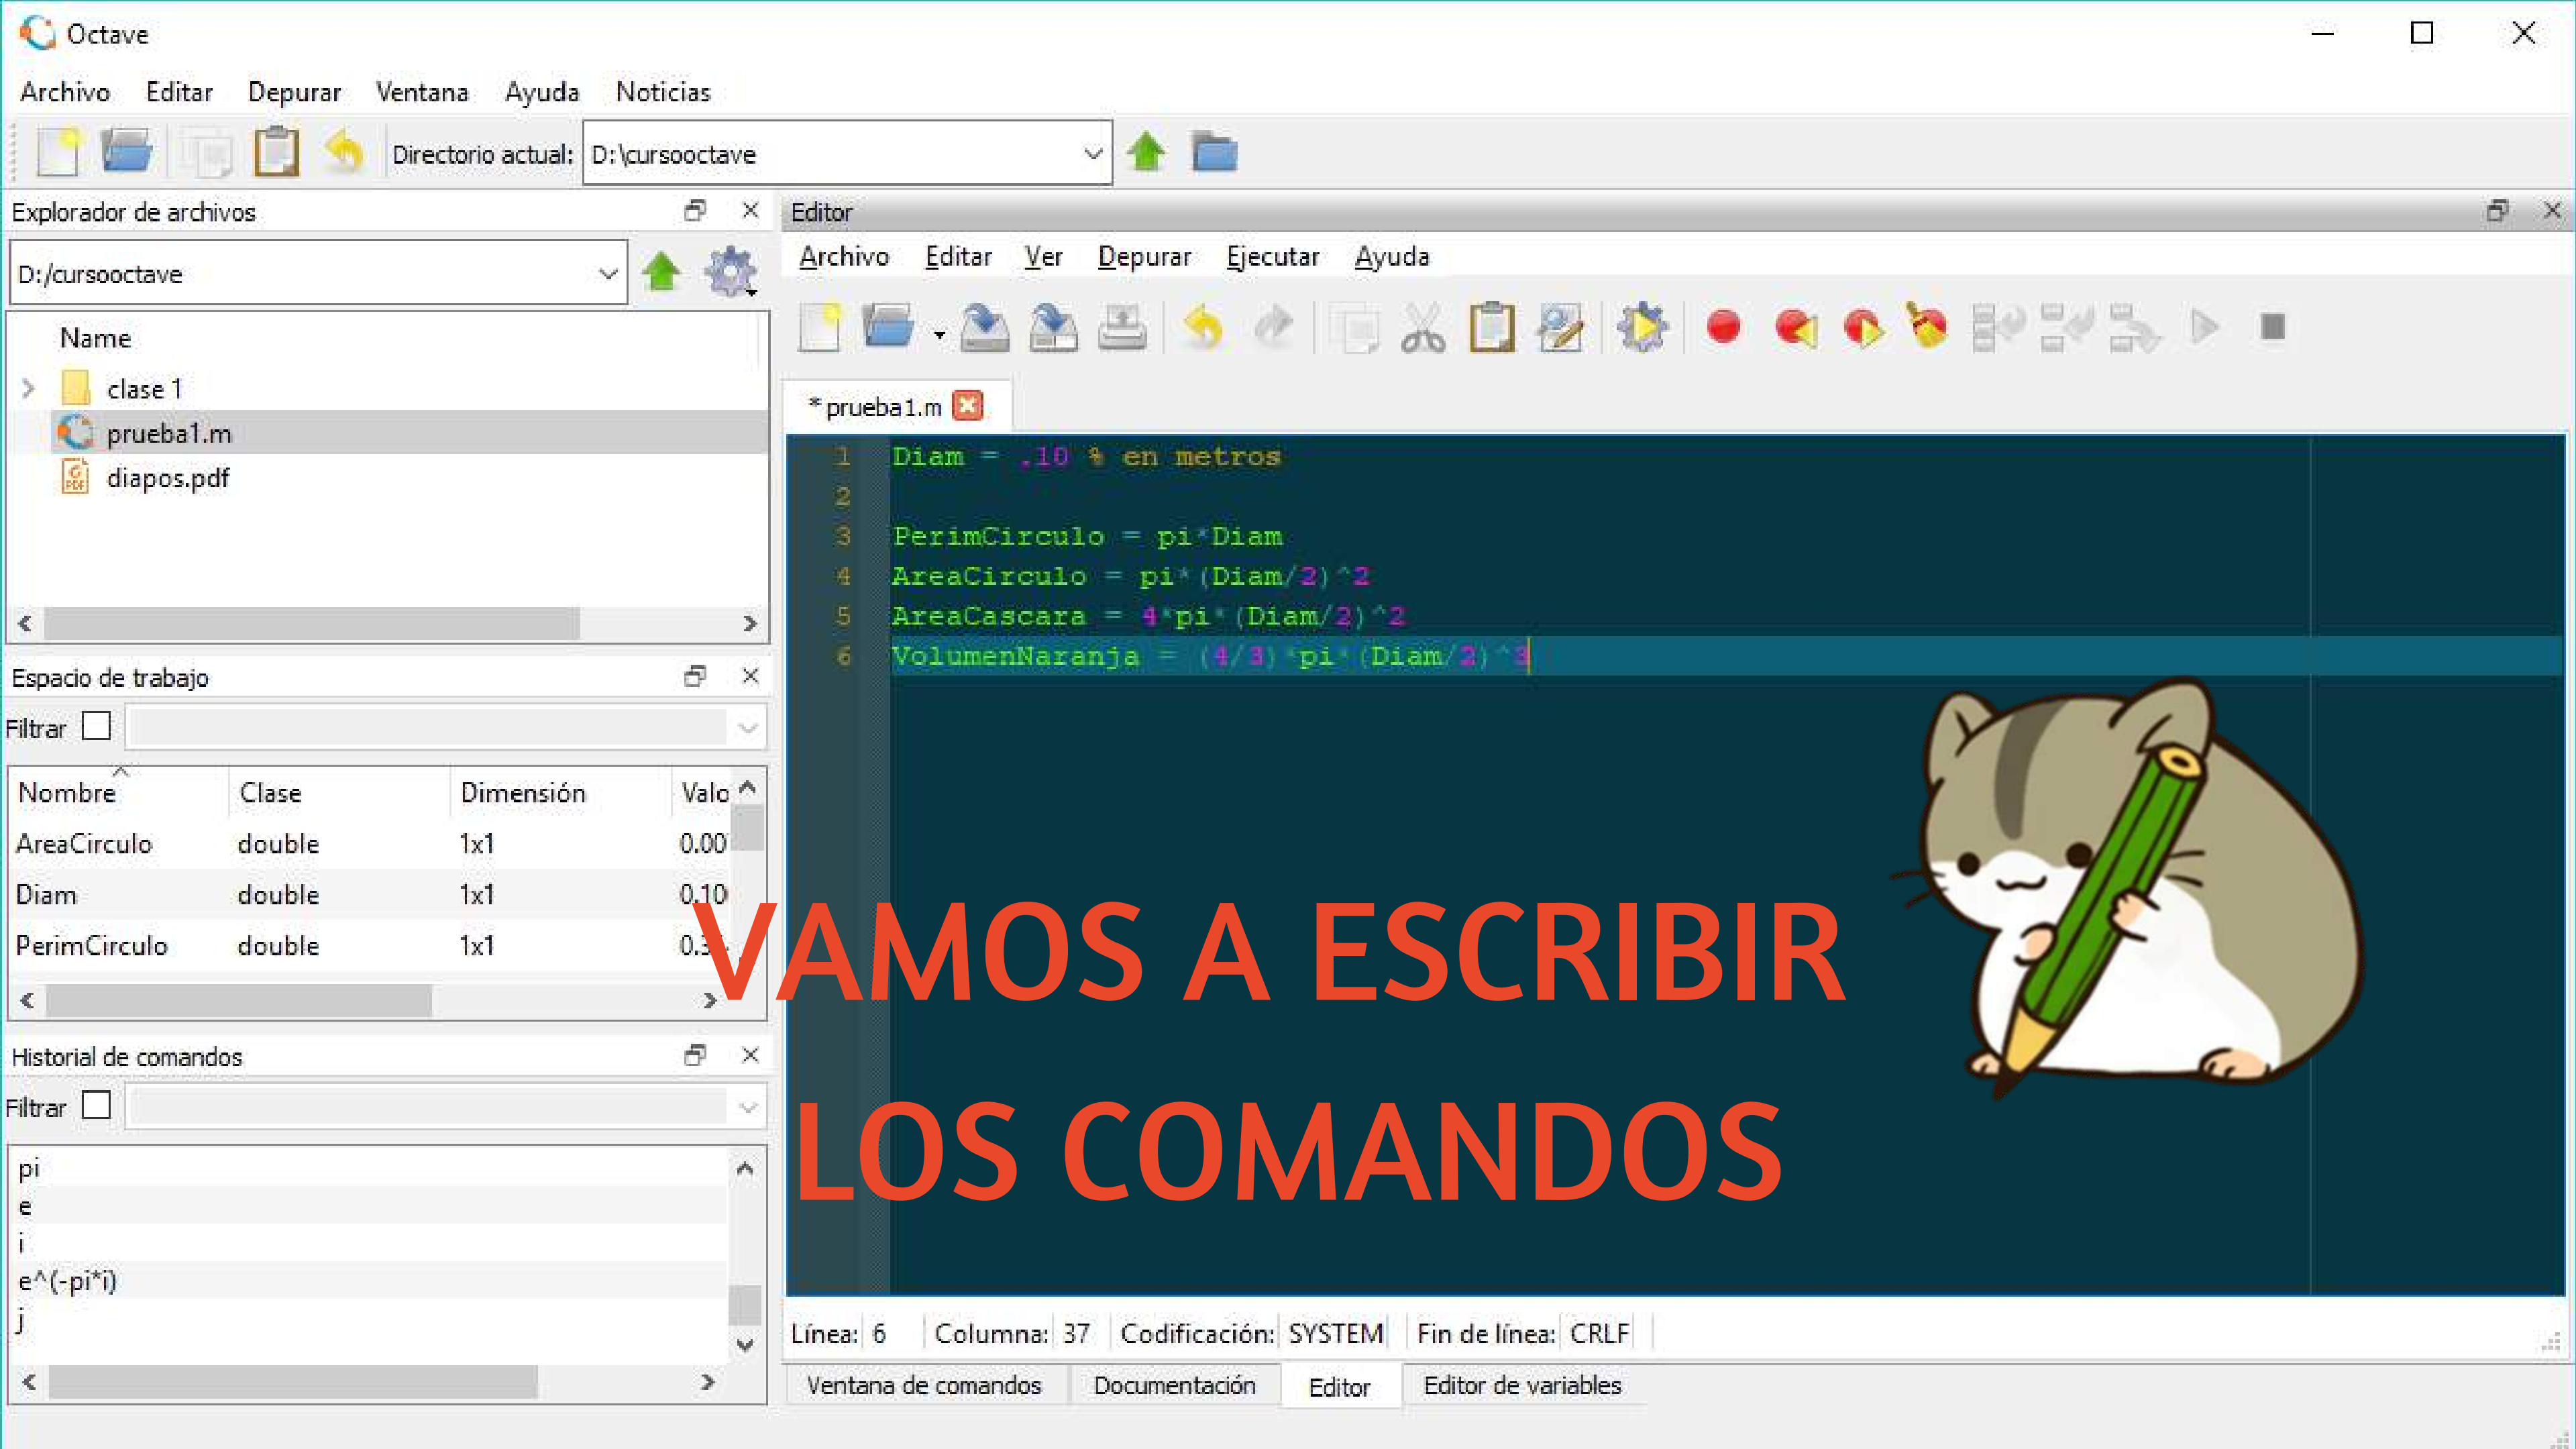 Octave
Archivo Editar Depurar Ventana Ayuda Noticias
Directorio actual: D:\cursooctave
Explorador de archivos
D:/cursooctave
Name
clase 1
prueba1.m
diapos.pdf
Espacio de trabajo
Filtrar
Nombre Clase Dimensión Valo
AreaCirculo double 1x1 0.00
Diam double 1x1 0.10
PerimCirculo double 1x1 0.3
Historial de comandos
Filtrar
pi
e
i
e^(-pi*i)
j
Editor
Archivo Editar Ver Depurar Ejecutar Ayuda
* prueba1.m
1 Diam = .10 % en metros
2
3 PerimCirculo = pi*Diam
4 AreaCirculo = pi*(Diam/2)^2
5 AreaCascara = 4*pi*(Diam/2)^2
6 VolumenNaranja = (4/3)*pi*(Diam/2)^3
VAMOS A ESCRIBIR
LOS COMANDOS
Línea: 6 Columna: 37 Codificación: SYSTEM Fin de línea: CRLF
Ventana de comandos Documentación Editor Editor de variables